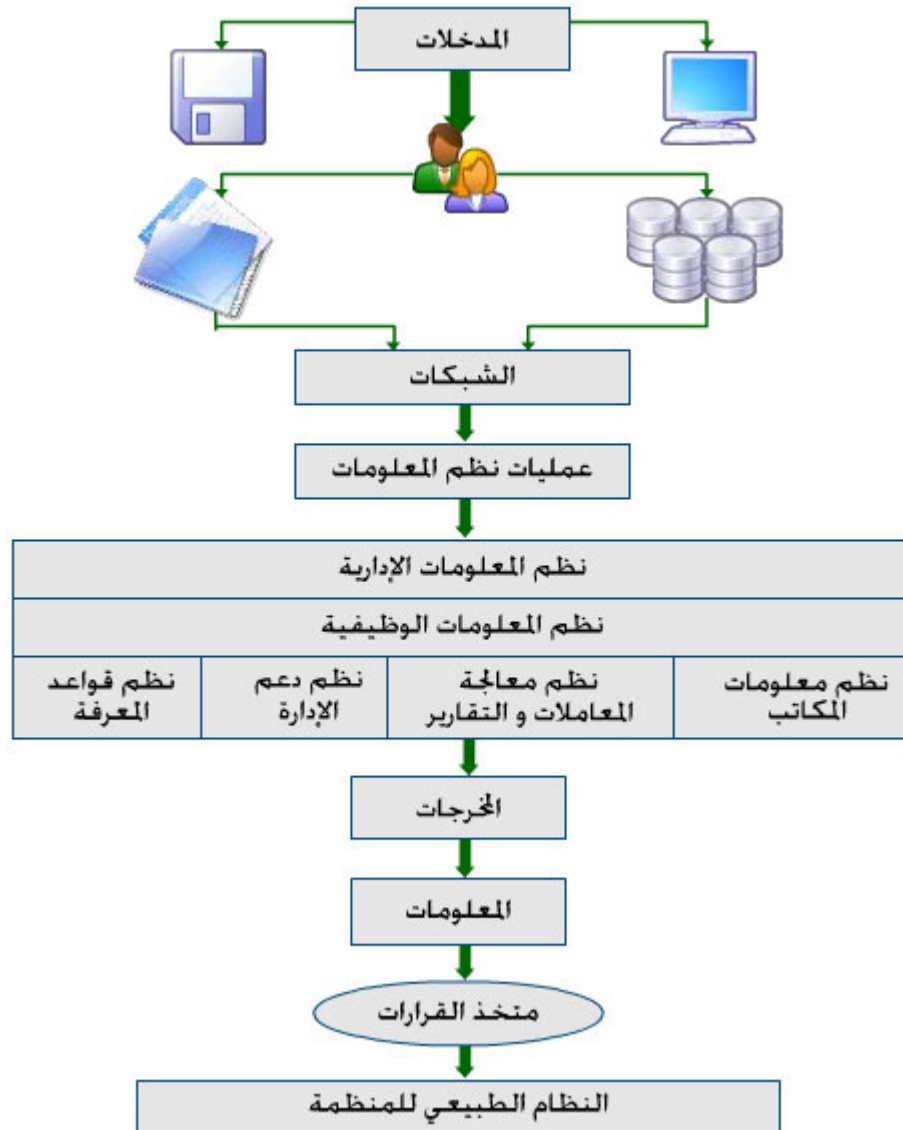 المدخلات
الشبكات
عمليات نظم المعلومات
نظم المعلومات الإدارية
نظم المعلومات الوظيفية
نظم معلومات
المكاتب
نظم معالجة
المعاملات و التقارير
نظم دعم
الإدارة
نظم قواعد
المعرفة
المخرجات
المعلومات
متخذ القرارات
النظام الطبيعي للمنظمة